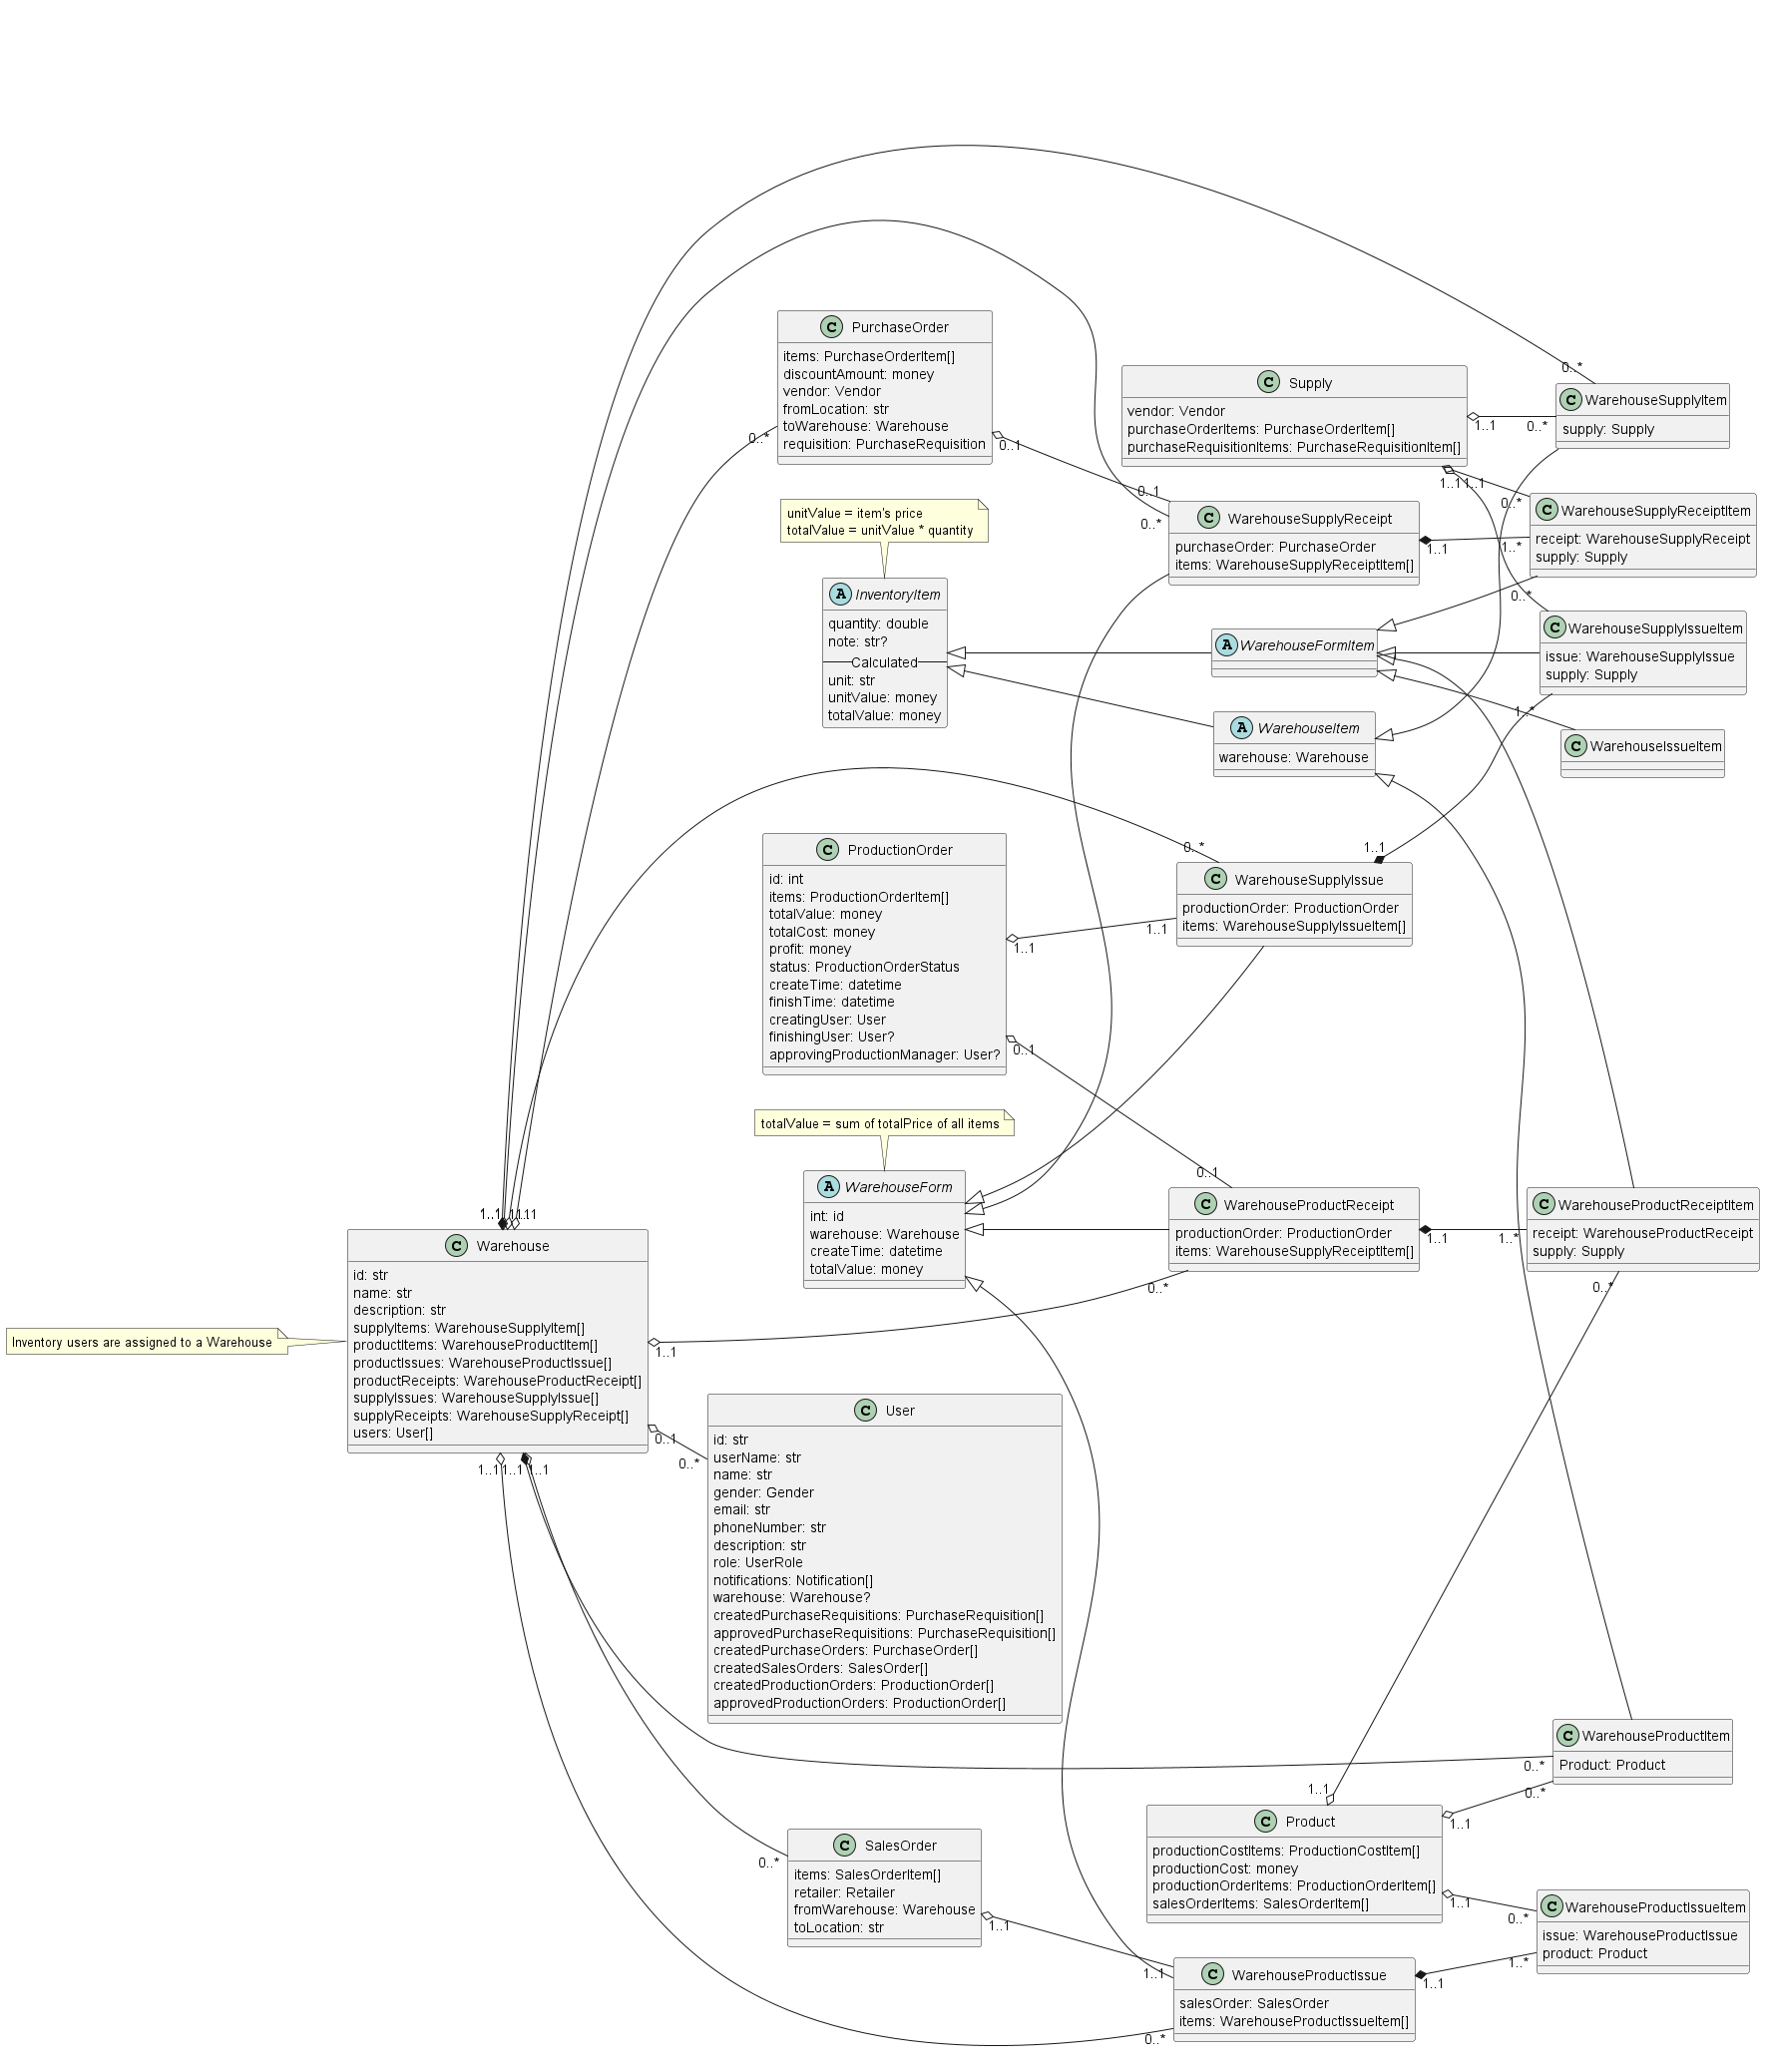 0..*
C PurchaseOrder
items: PurchaseOrderItem[]
discountAmount: money
vendor: Vendor
fromLocation: str
toWarehouse: Warehouse
requisition: PurchaseRequisition
0..*
0..1
C Supply
vendor: Vendor
purchaseOrderItems: PurchaseOrderItem[]
purchaseRequisitionItems: PurchaseRequisitionItem[]
1..1
0..*
1..1
1..1
C WarehouseSupplyItem
supply: Supply
unitValue = item's price
totalValue = unitValue * quantity
0..1
0..*
C WarehouseSupplyReceipt
purchaseOrder: PurchaseOrder
items: WarehouseSupplyReceiptItem[]
1..1
0..*
1..*
C WarehouseSupplyReceiptItem
receipt: WarehouseSupplyReceipt
supply: Supply
A InventoryItem
quantity: double
note: str?
Calculated
unit: str
unitValue: money
totalValue: money
A WarehouseFormItem
0..*
C WarehouseSupplyIssueItem
issue: WarehouseSupplyIssue
supply: Supply
A WarehouseItem
warehouse: Warehouse
1..*
C WarehouseIssueItem
C ProductionOrder
id: int
items: ProductionOrderItem[]
totalValue: money
totalCost: money
profit: money
status: ProductionOrderStatus
createTime: datetime
finishTime: datetime
creatingUser: User
finishingUser: User?
approvingProductionManager: User?
1..1
0..1
0..*
1..1
1..1
C WarehouseSupplyIssue
productionOrder: ProductionOrder
items: WarehouseSupplyIssueItem[]
totalValue = sum of totalPrice of all items
A WarehouseForm
int: id
warehouse: Warehouse
createTime: datetime
totalValue: money
0..1
C WarehouseProductReceipt
productionOrder: ProductionOrder
items: WarehouseSupplyReceiptItem[]
1..1
0..*
1..*
C WarehouseProductReceiptItem
receipt: WarehouseProductReceipt
supply: Supply
0..*
Inventory users are assigned to a Warehouse
1..1
C Warehouse
id: str
name: str
description: str
supplyItems: WarehouseSupplyItem[]
productItems: WarehouseProductItem[]
productIssues: WarehouseProductIssue[]
productReceipts: WarehouseProductReceipt[]
supplyIssues: WarehouseSupplyIssue[]
supplyReceipts: WarehouseSupplyReceipt[]
users: User[]
1..1
0..1
1..1
1..1
1..1
0..*
C User
id: str
userName: str
name: str
gender: Gender
email: str
phoneNumber: str
description: str
role: UserRole
notifications: Notification[]
warehouse: Warehouse?
createdPurchaseRequisitions: PurchaseRequisition[]
approvedPurchaseRequisitions: PurchaseRequisition[]
createdPurchaseOrders: PurchaseOrder[]
createdSalesOrders: SalesOrder[]
createdProductionOrders: ProductionOrder[]
approvedProductionOrders: ProductionOrder[]
0..*
0..*
C WarehouseProductItem
Product: Product
1..1
C Product
productionCostItems: ProductionCostItem[]
productionCost: money
productionOrderItems: ProductionOrderItem[]
salesOrderItems: SalesOrderItem[]
1..1
1..1
0..*
C SalesOrder
items: SalesOrderItem[]
retailer: Retailer
fromWarehouse: Warehouse
toLocation: str
1..1
0..*
1..*
C WarehouseProductIssueItem
issue: WarehouseProductIssue
product: Product
1..1
0..*
C WarehouseProductIssue
salesOrder: SalesOrder
items: WarehouseProductIssueItem[]
1..1